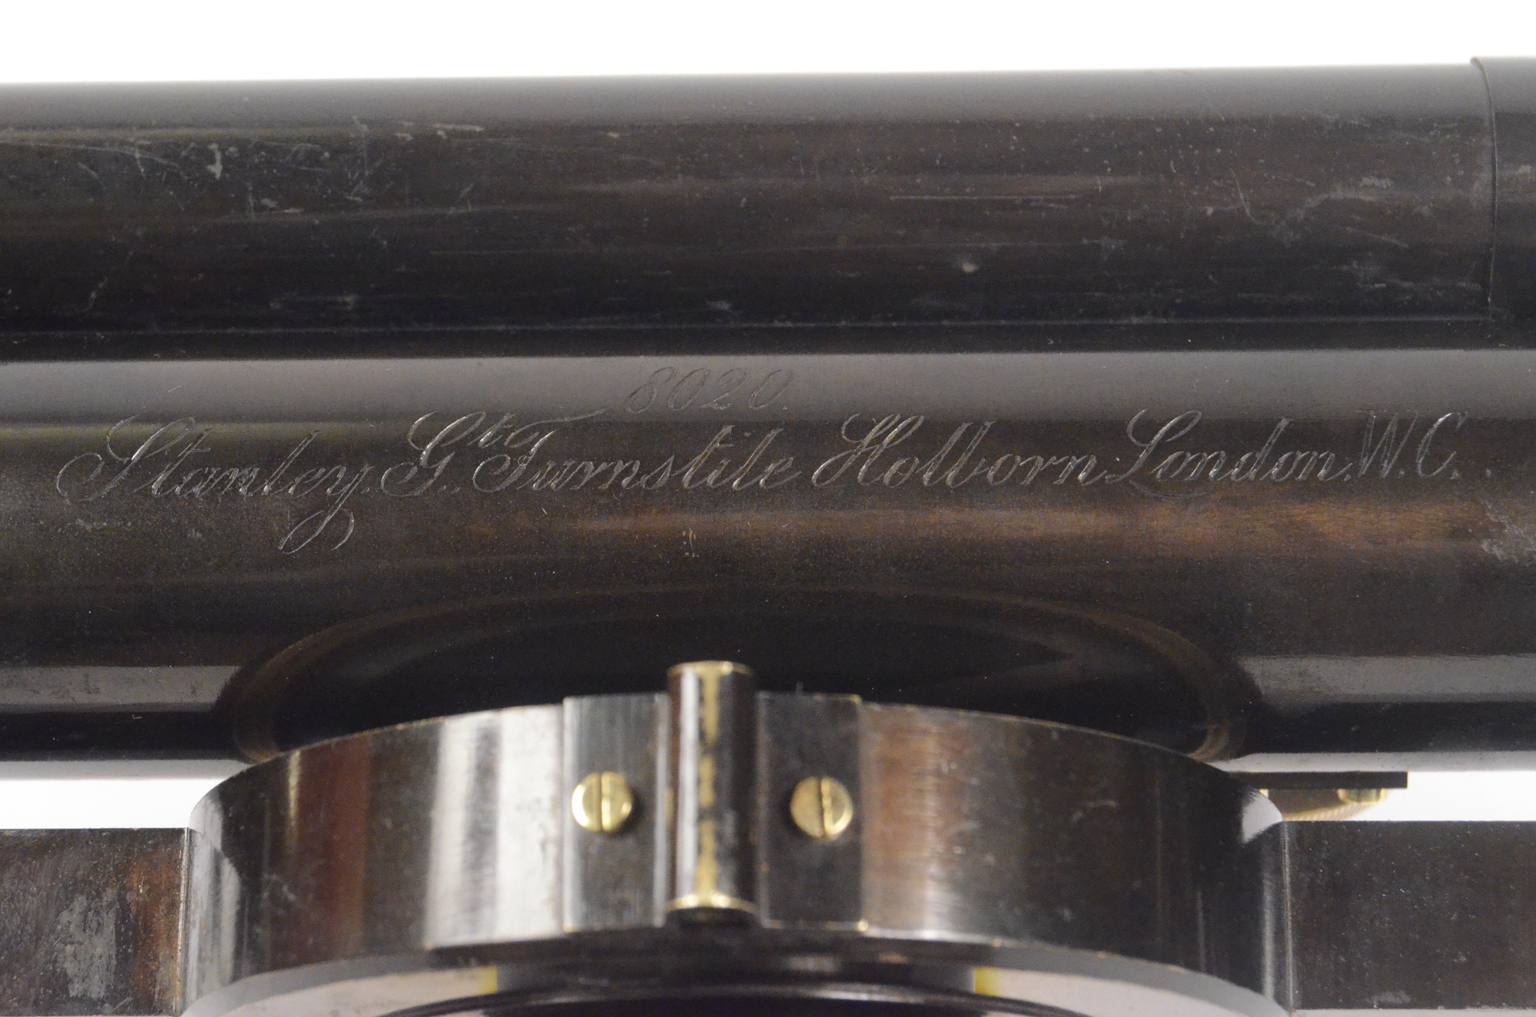 8020.
Stanley. Gt. Turnstile Holborn London. W.C.